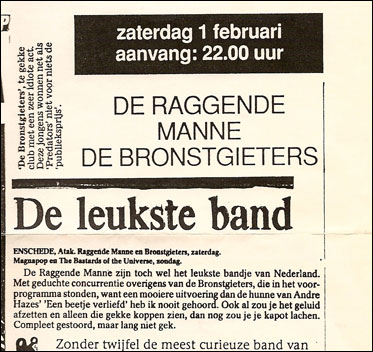 zaterdag 1 februari
aanvang: 22.00 uur
'De Bronstgieters', te gekke
club met een zeer idiote act.
Deze jongens wonnen net als
'Predators' niet voor niets de
'publieksprijs'.
DE RAGGENDE
MANNE
DE BRONSTGIETERS
De leukste band
ENSCHEDE, Atak. Raggende Manne en Bronstgieters, zaterdag.
Magnapop en The Bastards of the Universe, zondag.
De Raggende Manne zijn toch wel het leukste bandje van Nederland.
Met geduchte concurrentie overigens van de Bronstgieters, die in het voor-
programma stonden, want een mooiere uitvoering dan de hunne van Andre
Hazes' 'Een beetje verliefd' heb ik nooit gehoord. Ook al zou je het geluid
afzetten en alleen die gekke koppen zien, dan nog zou je je kapot lachen.
Compleet gestoord, maar lang niet gek.
Zonder twijfel de meest curieuze band van